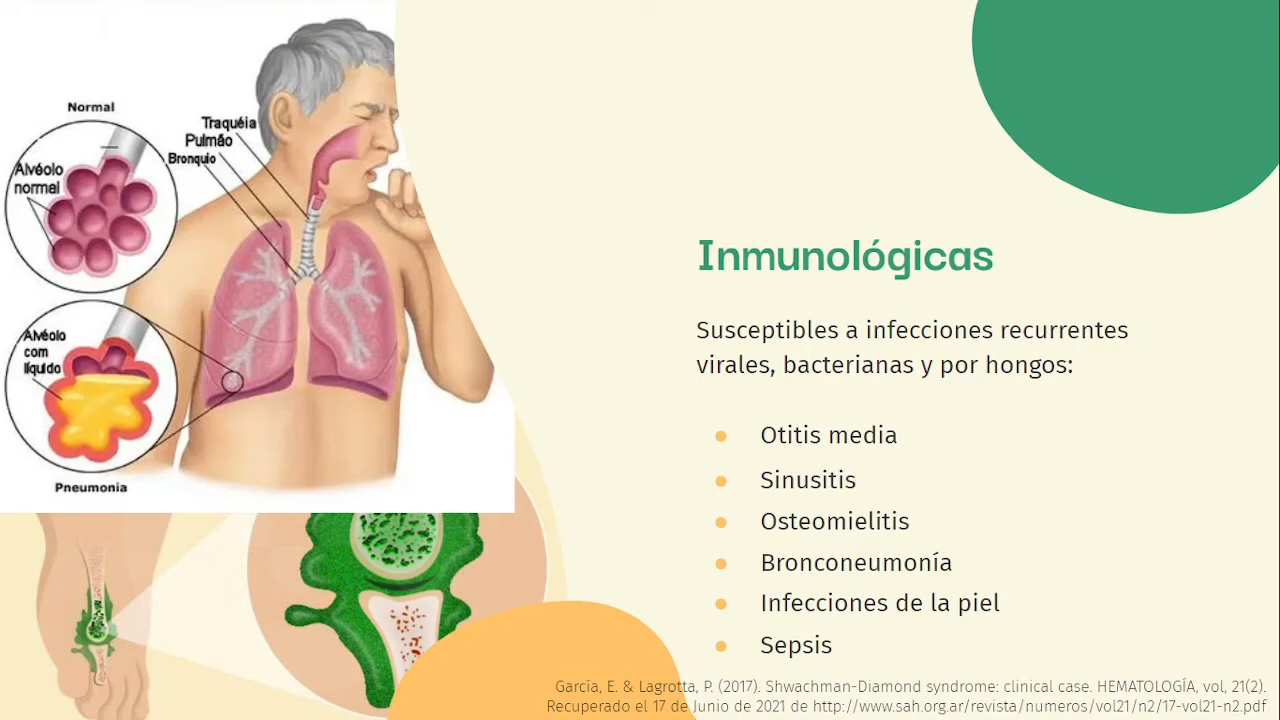 Normal
Alvéolo
normal
Traquéia
Pulmão
Bronquio
Alvéolo
com
líquido
Pneumonia
Inmunológicas
Susceptibles a infecciones recurrentes
virales, bacterianas y por hongos:
Otitis media
Sinusitis
Osteomielitis
Bronconeumonía
Infecciones de la piel
Sepsis
García, E. & Lagrotta, P. (2017). Shwachman-Diamond syndrome: clinical case. HEMATOLOGÍA, vol, 21(2).
Recuperado el 17 de Junio de 2021 de http://www.sah.org.ar/revista/numeros/vol21/n2/17-vol21-n2.pdf